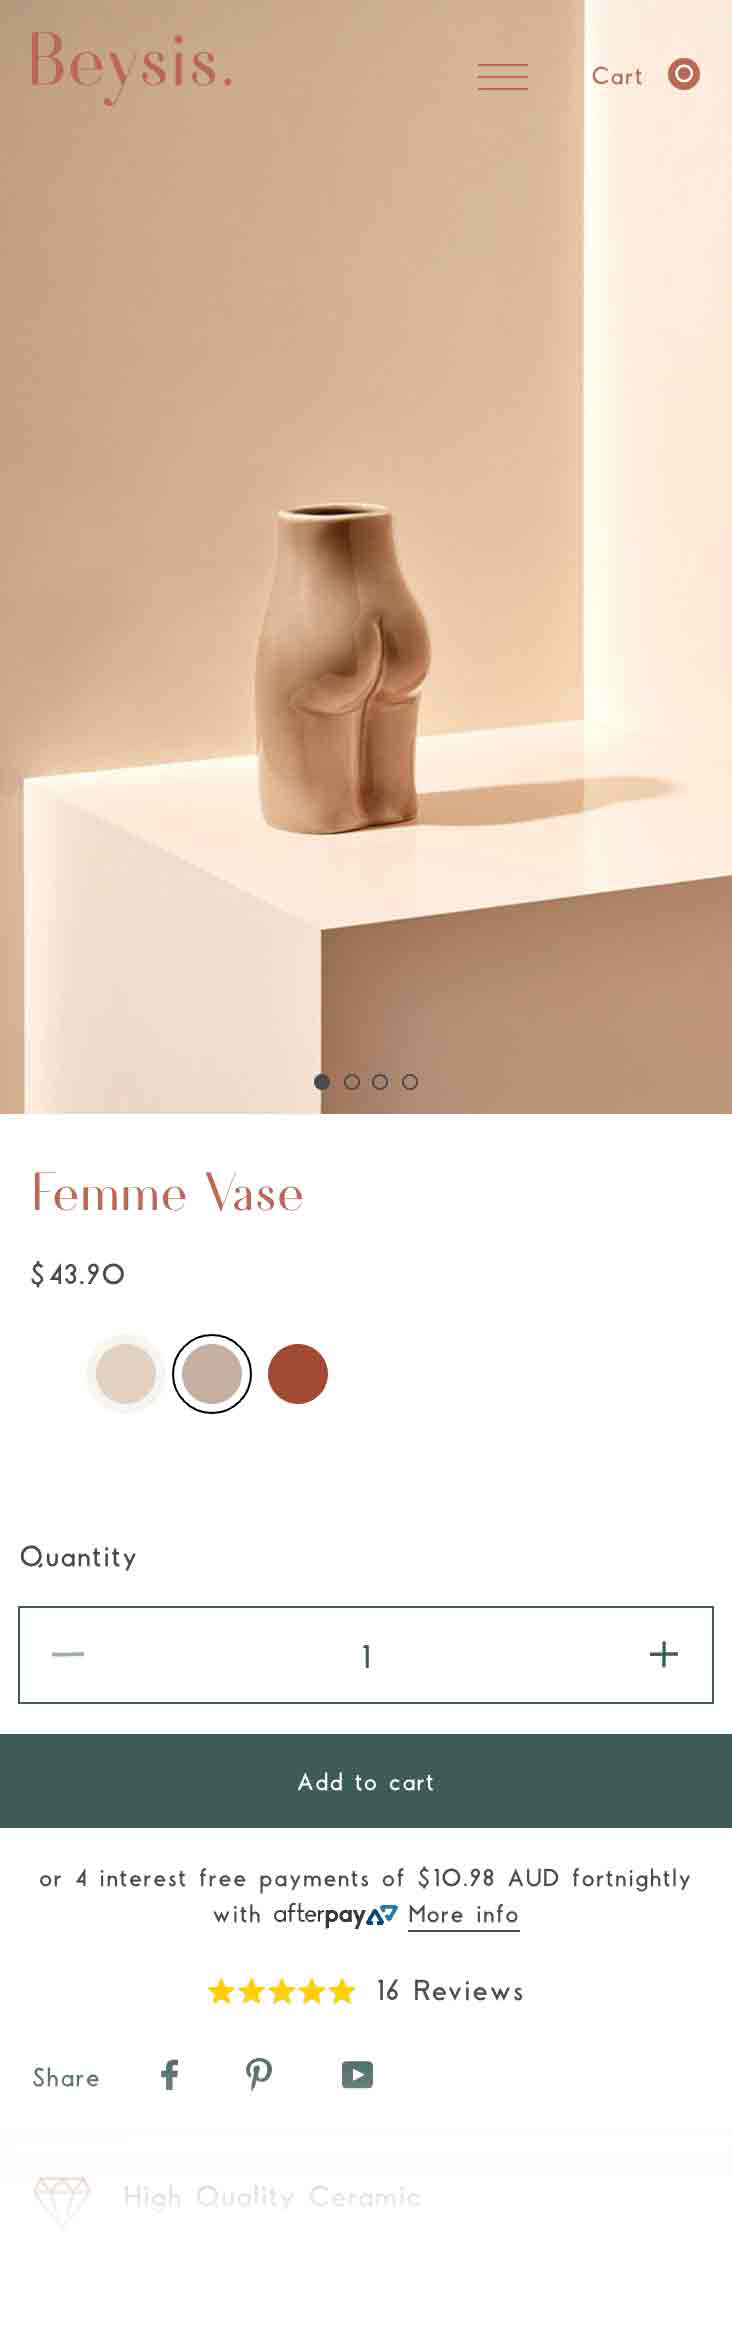 Beysis.
Cart 0
Femme Vase
$43.90
Quantity
1
Add to cart
or 4 interest free payments of $10.98 AUD fortnightly
with afterpay More info
16 Reviews
Share
High Quality Ceramic